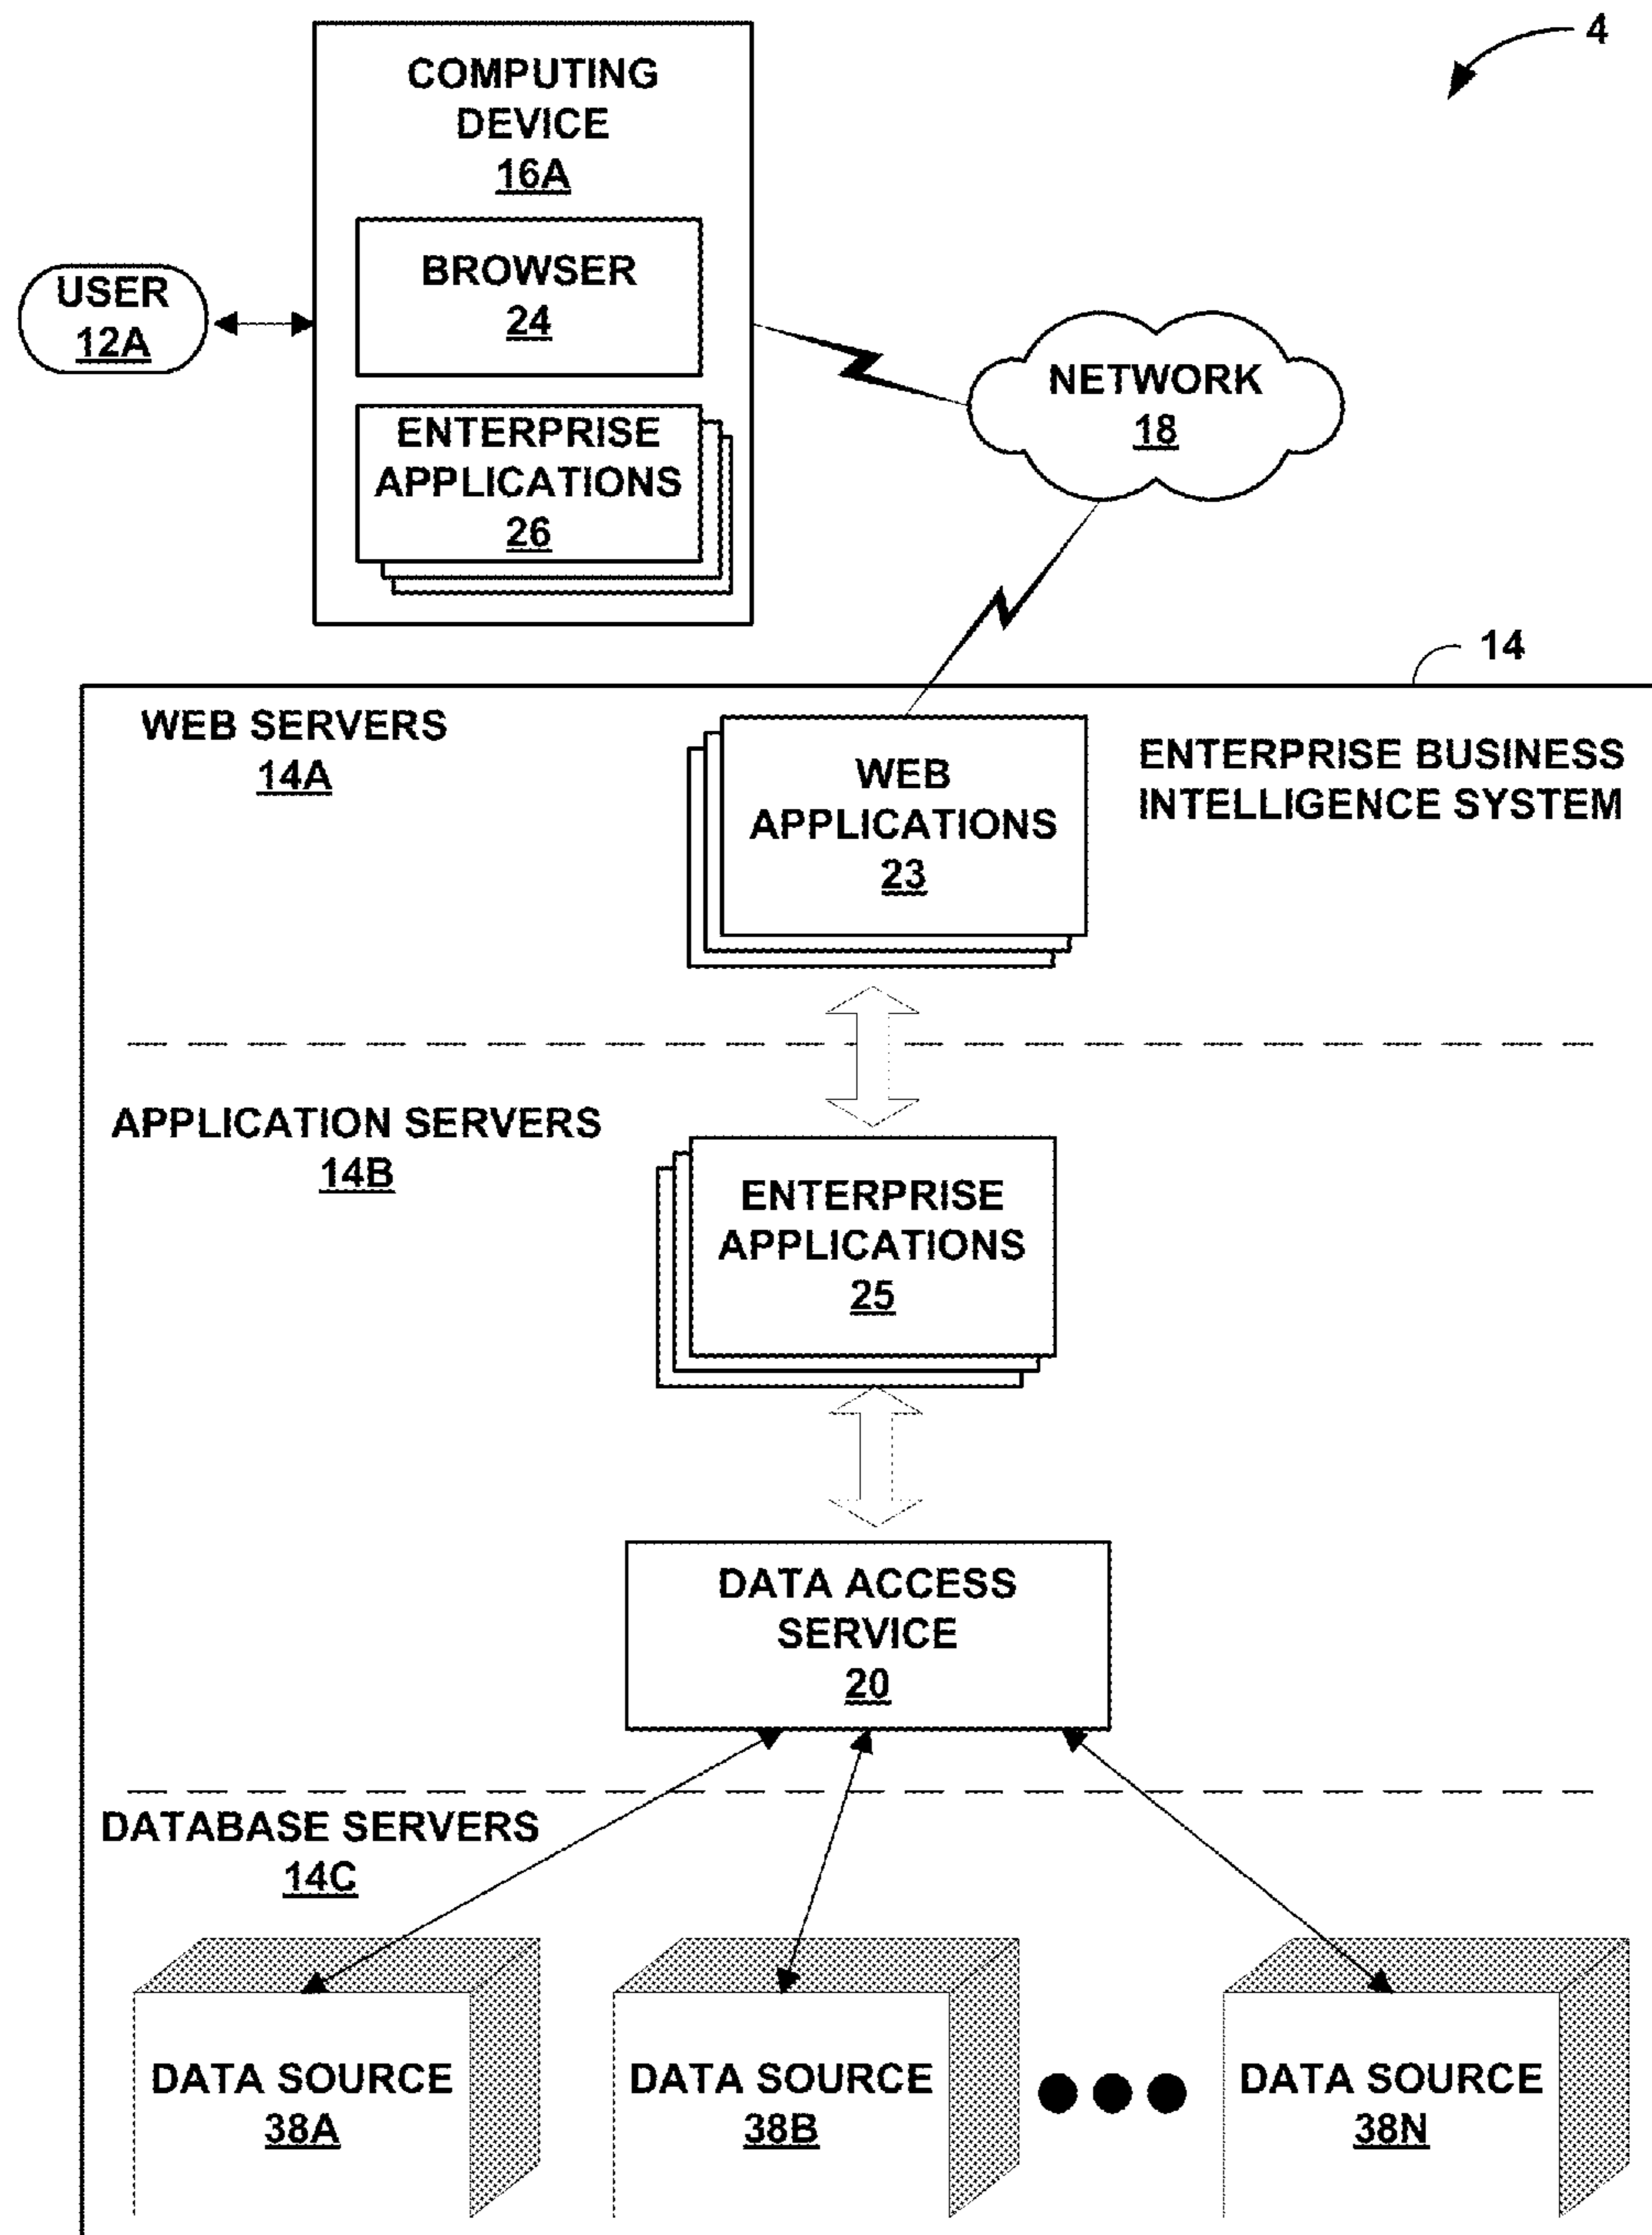 4
COMPUTING
DEVICE
16A
BROWSER
24
USER
12A
ENTERPRISE
APPLICATIONS
26
NETWORK
18
14
WEB SERVERS
14A
WEB
APPLICATIONS
23
ENTERPRISE BUSINESS
INTELLIGENCE SYSTEM
APPLICATION SERVERS
14B
ENTERPRISE
APPLICATIONS
25
DATA ACCESS
SERVICE
20
DATABASE SERVERS
14C
DATA SOURCE
38A
DATA SOURCE
38B
DATA SOURCE
38N